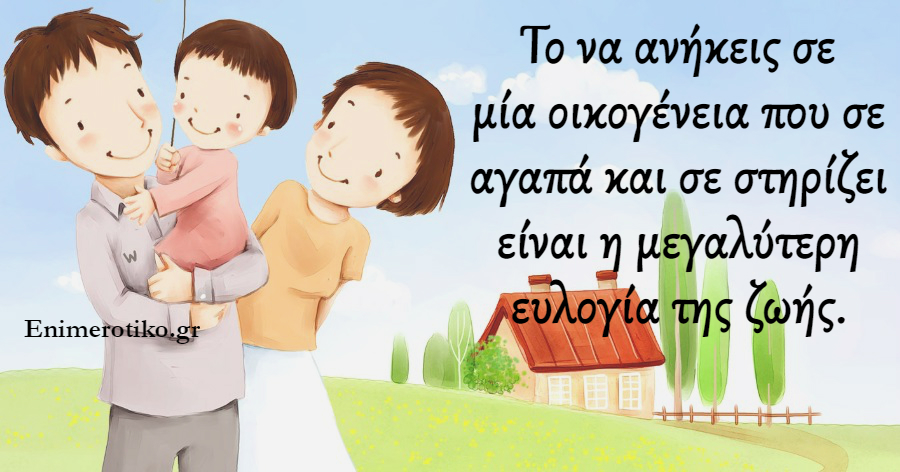 Το να ανήκεις σε
μία οικογένεια που σε
αγαπά και σε στηρίζει
είναι η μεγαλύτερη
ευλογία της ζωής.
W
Enimerotiko.gr